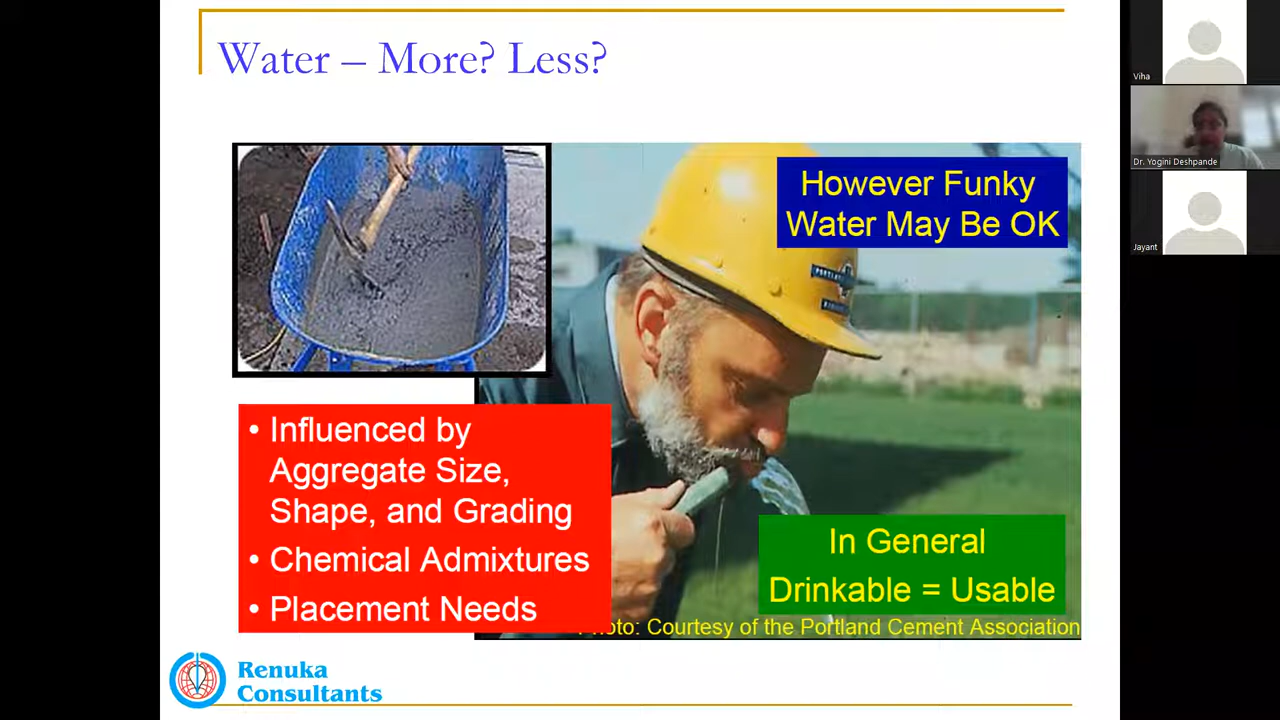 Water – More? Less?
However Funky
Water May Be OK
• Influenced by
Aggregate Size,
Shape, and Grading
• Chemical Admixtures
• Placement Needs
In General
Drinkable = Usable
Photo: Courtesy of the Portland Cement Association
Renuka
Consultants
Viha
Dr. Yogini Deshpande
Jayant